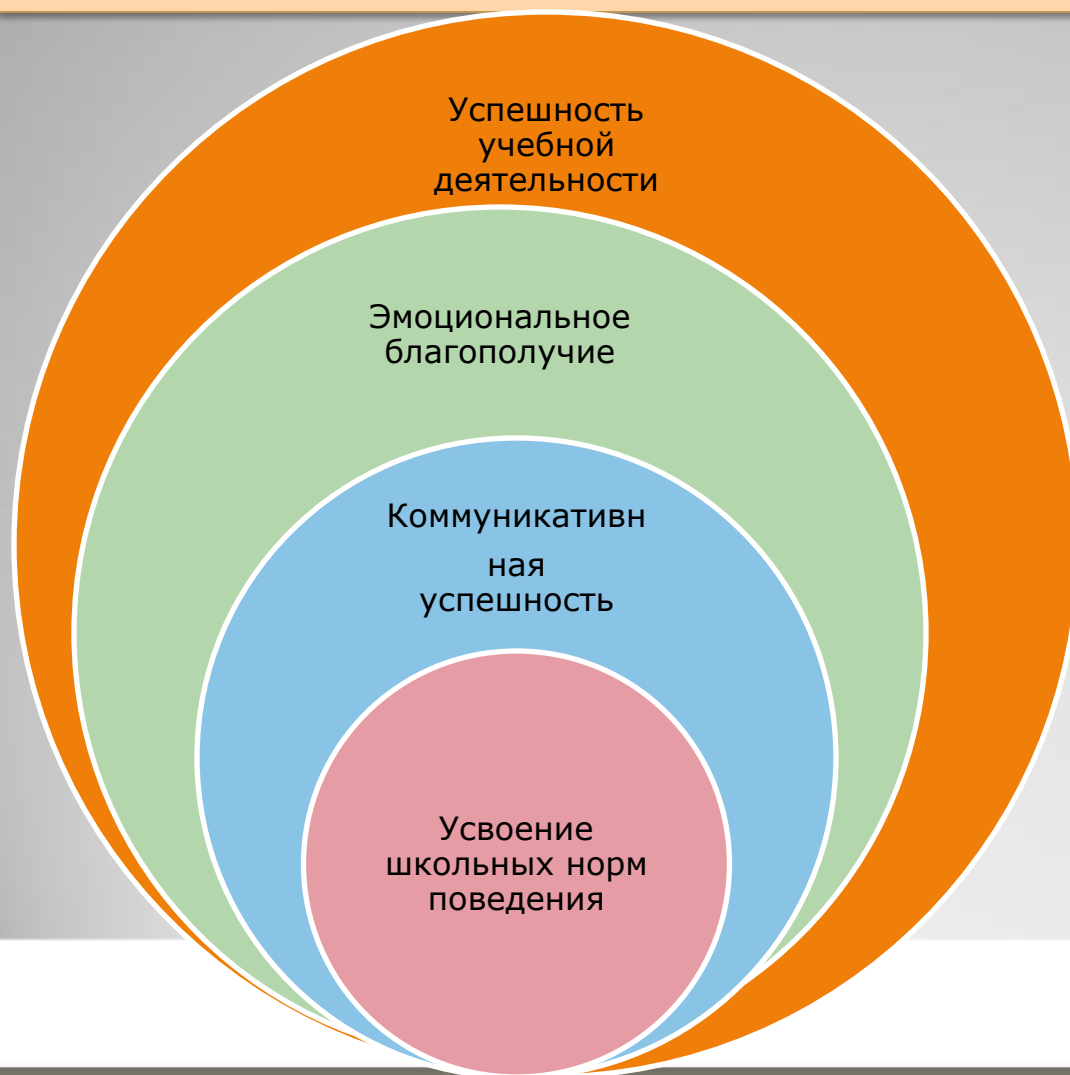 Успешность
учебной
деятельности
Эмоциональное
благополучие
Коммуникативн
ная
успешность
Усвоение
школьных норм
поведения